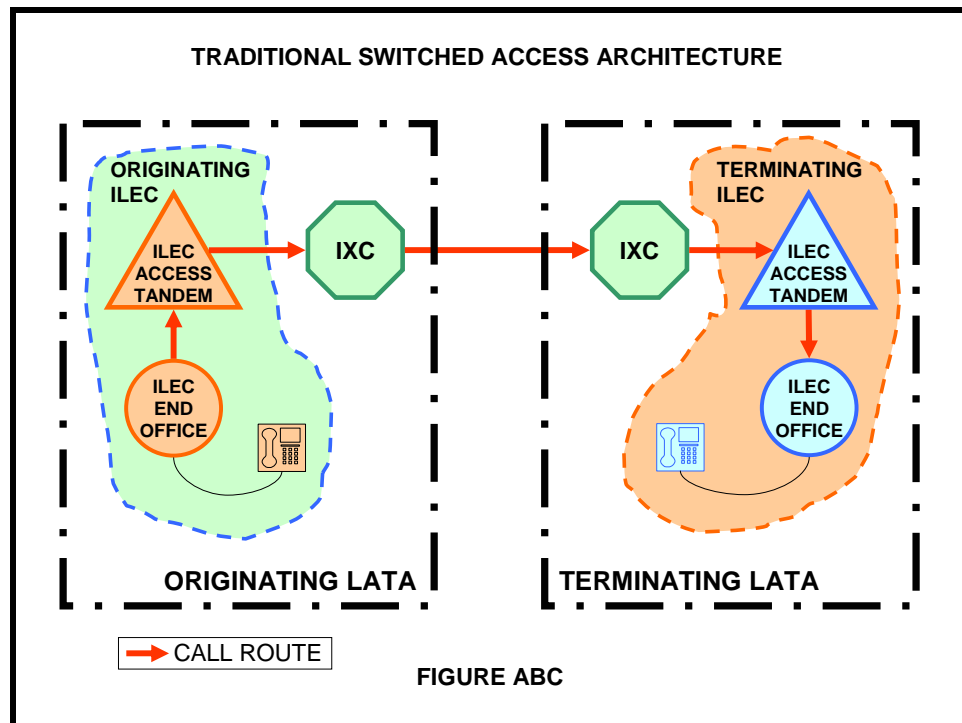 TRADITIONAL SWITCHED ACCESS ARCHITECTURE
ORIGINATING
ILEC
ILEC
ACCESS
TANDEM
IXC
ILEC
END
OFFICE
ORIGINATING LATA
IXC
TERMINATING
ILEC
ILEC
ACCESS
TANDEM
ILEC
END
OFFICE
TERMINATING LATA
CALL ROUTE
FIGURE ABC